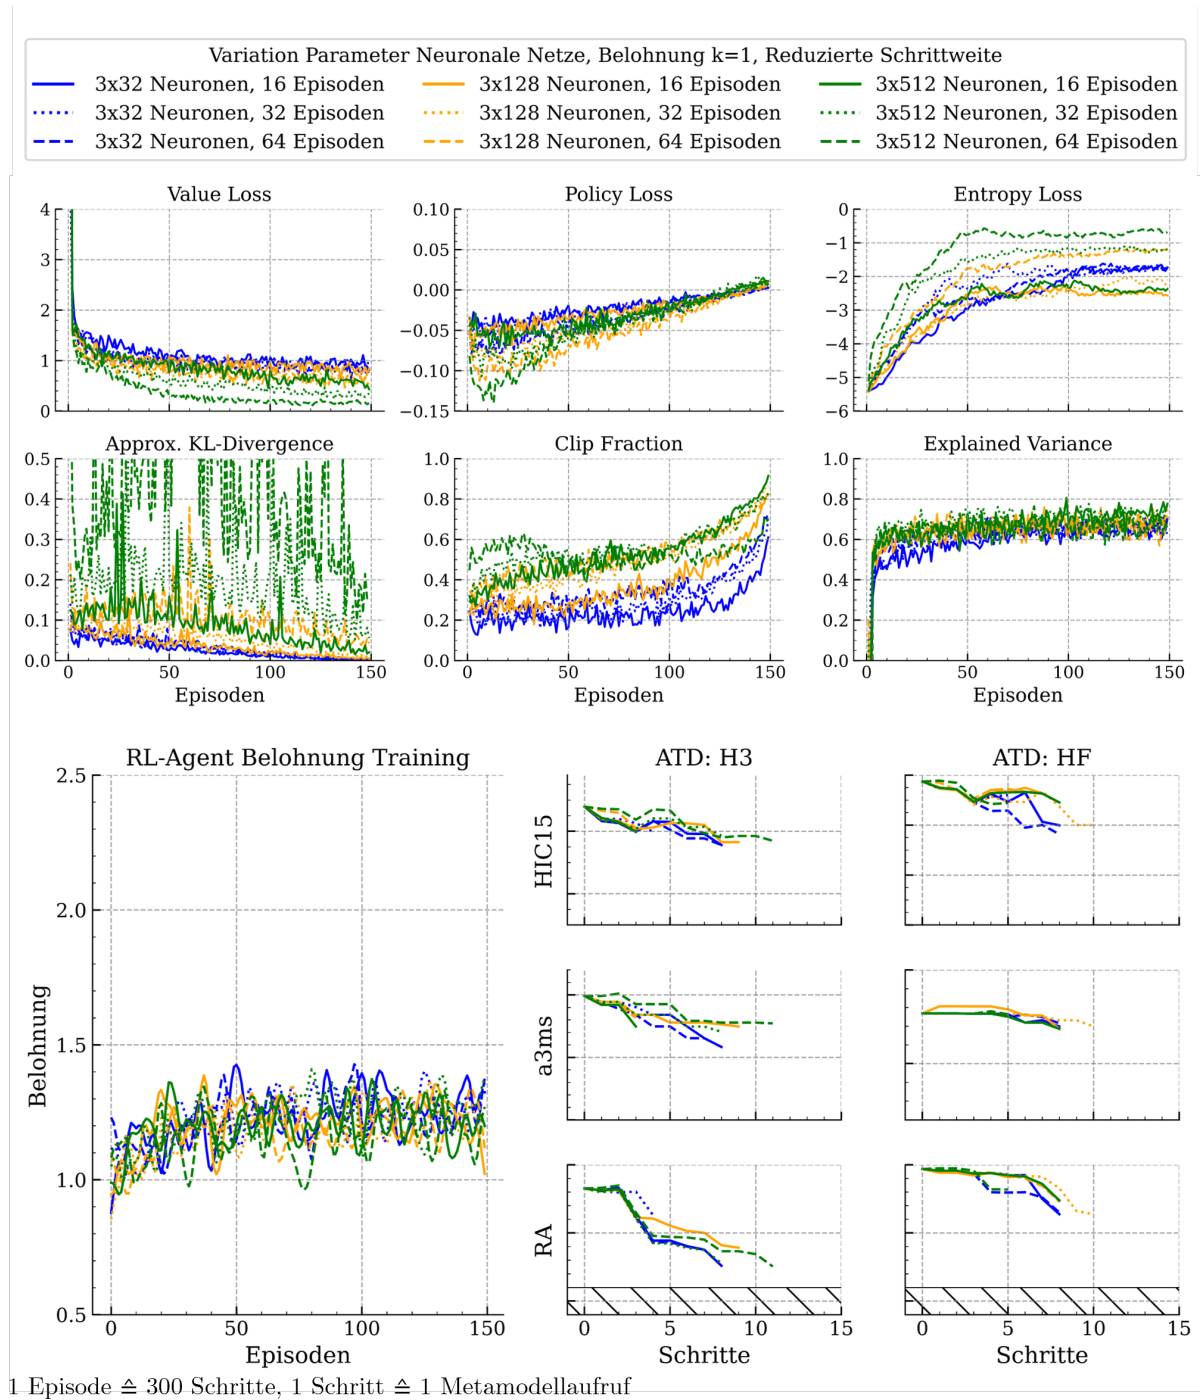 Variation Parameter Neuronale Netze, Belohnung k=1, Reduzierte Schrittweite
3x32 Neuronen, 16 Episoden 3x128 Neuronen, 16 Episoden 3x512 Neuronen, 16 Episoden
3x32 Neuronen, 32 Episoden 3x128 Neuronen, 32 Episoden 3x512 Neuronen, 32 Episoden
3x32 Neuronen, 64 Episoden 3x128 Neuronen, 64 Episoden 3x512 Neuronen, 64 Episoden
Value Loss Policy Loss Entropy Loss
4 0.10 0
3 0.05 −1
2 0.00 −2
1 −0.05 −3
0 −0.10 −4
−0.15 −5
−6
Approx. KL-Divergence Clip Fraction Explained Variance
0.5 1.0 1.0
0.4 0.8 0.8
0.3 0.6 0.6
0.2 0.4 0.4
0.1 0.2 0.2
0.0 0.0 0.0
0 50 100 150 0 50 100 150 0 50 100 150
Episoden Episoden Episoden
RL-Agent Belohnung Training ATD: H3 ATD: HF
2.5
2.0
1.5
1.0
0.5
Belohnung
HIC15
a3ms
RA
0 50 100 150 0 5 10 15 0 5 10 15
Episoden Schritte Schritte
1 Episode ≙ 300 Schritte, 1 Schritt ≙ 1 Metamodellaufruf